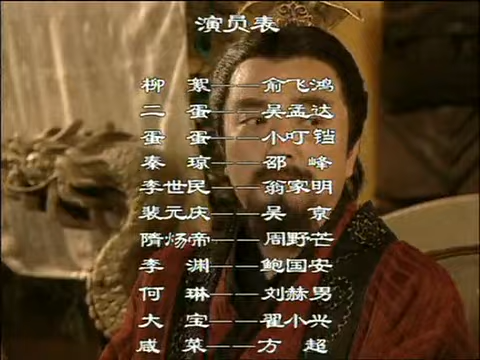 演员表
柳 絮——俞飞鸿
二 蛋——吴孟达
蛋 蛋——小叮铛
秦 琼——邵 峰
李世民——翁家明
裴元庆——吴 京
隋炀帝——周野芒
李 渊——鲍国安
何 琳——刘赫男
大 宝——翟小兴
咸 菜——方 超